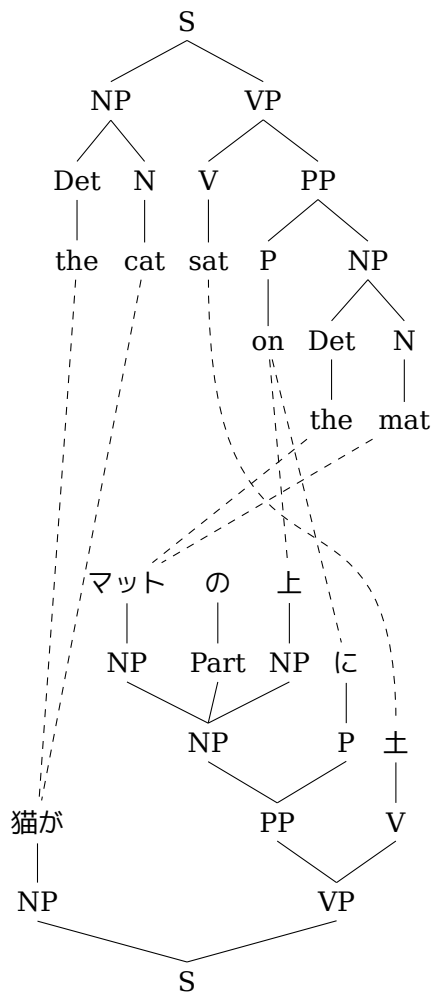 S
NP VP
Det N V PP
the cat sat P NP
on Det N
the mat
マット の 上
NP Part NP に
NP P 土
猫が PP V
NP VP
S